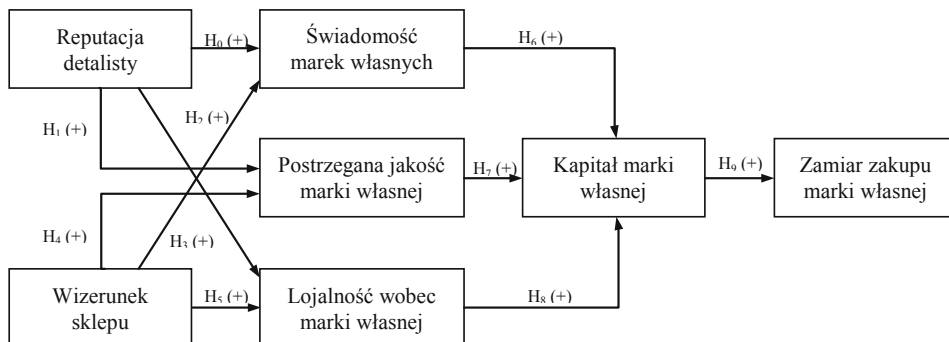 Reputacja
detalisty
H₀ (+)
Świadomość
marek własnych
H₆ (+)
H₁ (+)
H₂ (+)
Postrzegana jakość
marki własnej
H₇ (+)
Kapitał marki
własnej
H₉ (+)
Zamiar zakupu
marki własnej
H₄ (+)
H₃ (+)
Wizerunek
sklepu
H₅ (+)
Lojalność wobec
marki własnej
H₈ (+)